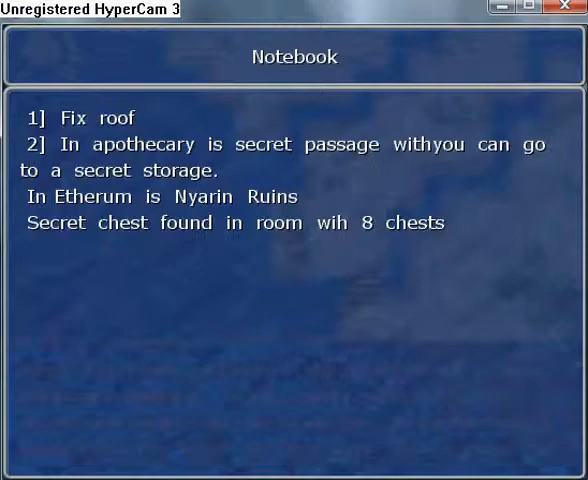 Unregistered HyperCam 3
Notebook
1] Fix roof
2] In apothecary is secret passage withyou can go
to a secret storage.
In Etherum is Nyarin Ruins
Secret chest found in room wih 8 chests